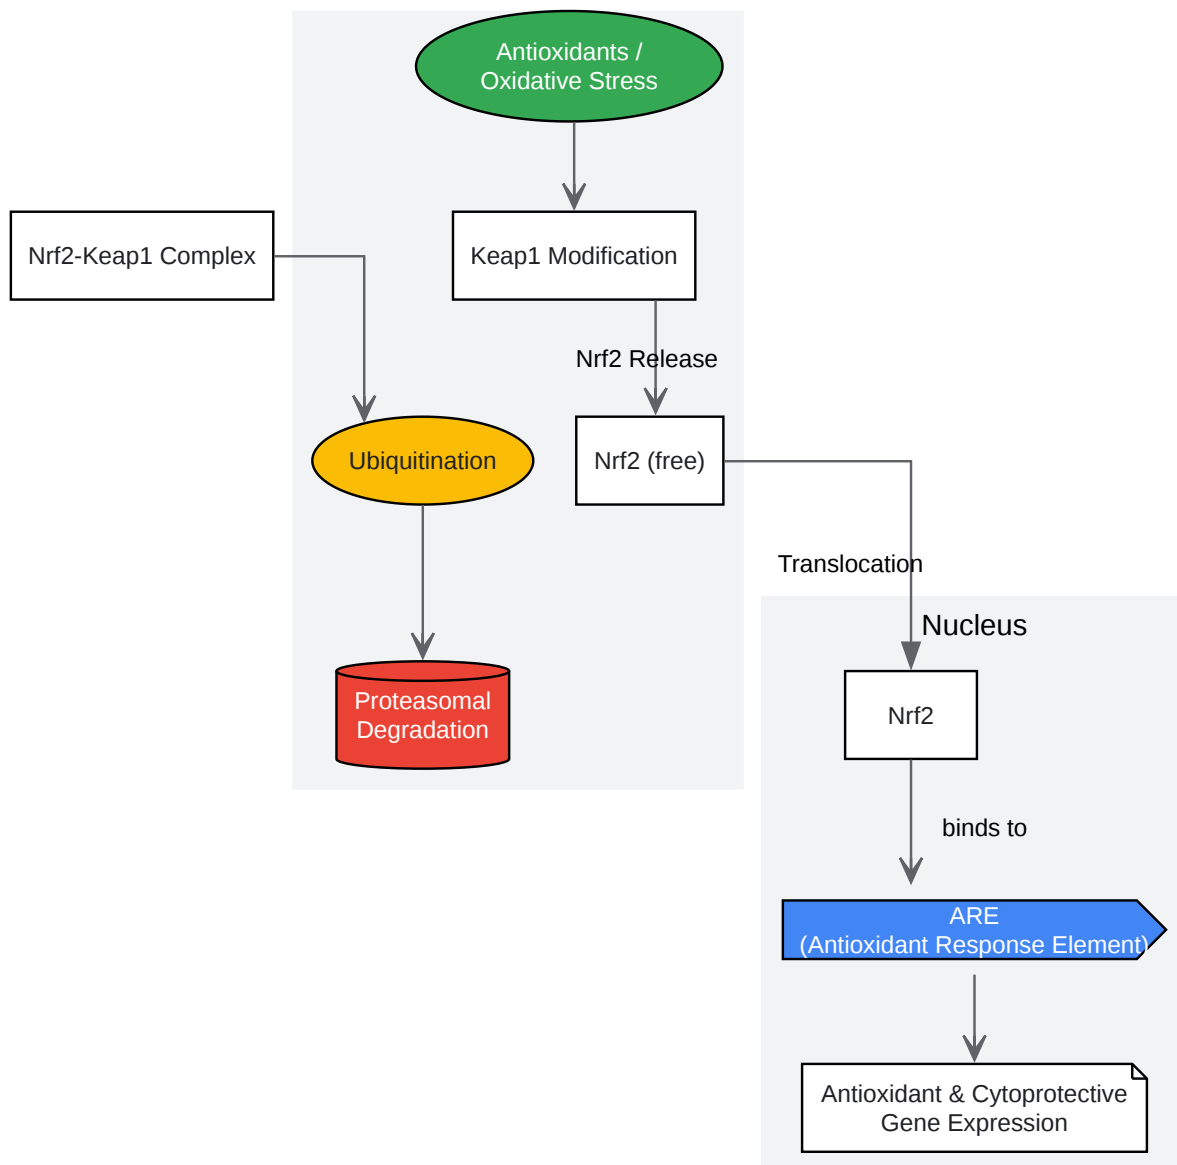 Antioxidants /
Oxidative Stress
Nrf2-Keap1 Complex
Keap1 Modification
Nrf2 Release
Ubiquitination
Nrf2 (free)
Translocation
Nucleus
Proteasomal
Degradation
Nrf2
binds to
ARE
(Antioxidant Response Element)
Antioxidant & Cytoprotective
Gene Expression